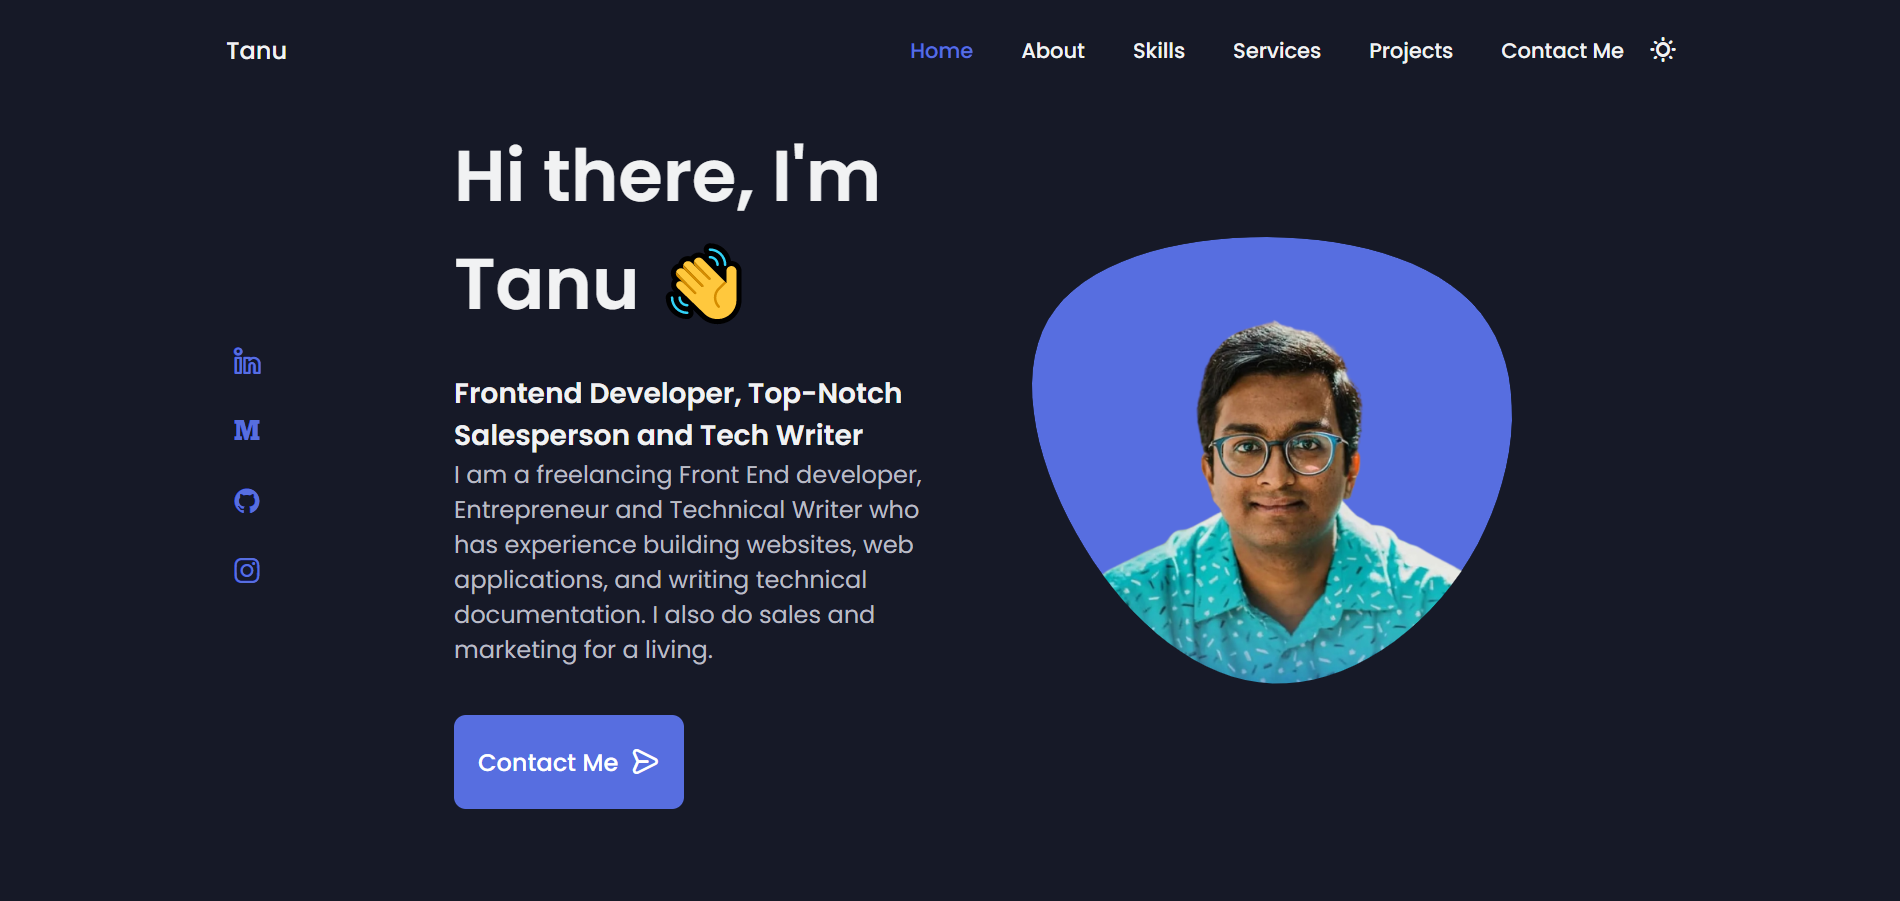 Tanu
Home About Skills Services Projects Contact Me
Hi there, I'm
Tanu 👋
Frontend Developer, Top-Notch
Salesperson and Tech Writer
I am a freelancing Front End developer,
Entrepreneur and Technical Writer who
has experience building websites, web
applications, and writing technical
documentation. I also do sales and
marketing for a living.
Contact Me